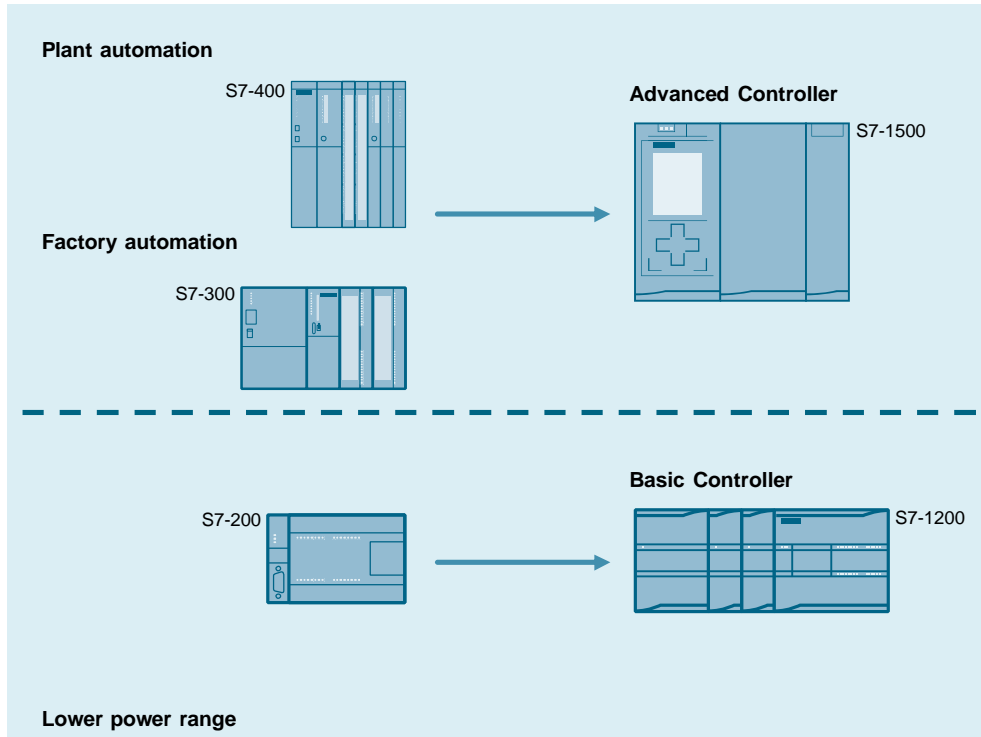 Plant automation
S7-400
Advanced Controller
S7-1500
Factory automation
S7-300
Basic Controller
S7-200
S7-1200
Lower power range